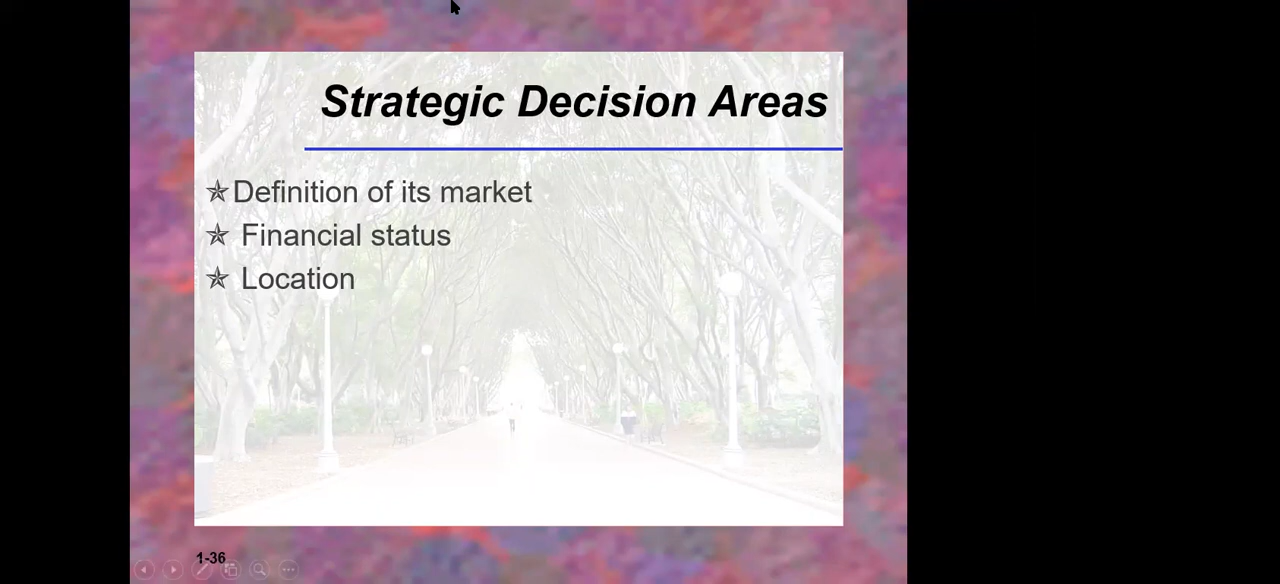 Strategic Decision Areas
✯Definition of its market
✯ Financial status
✯ Location
1-36